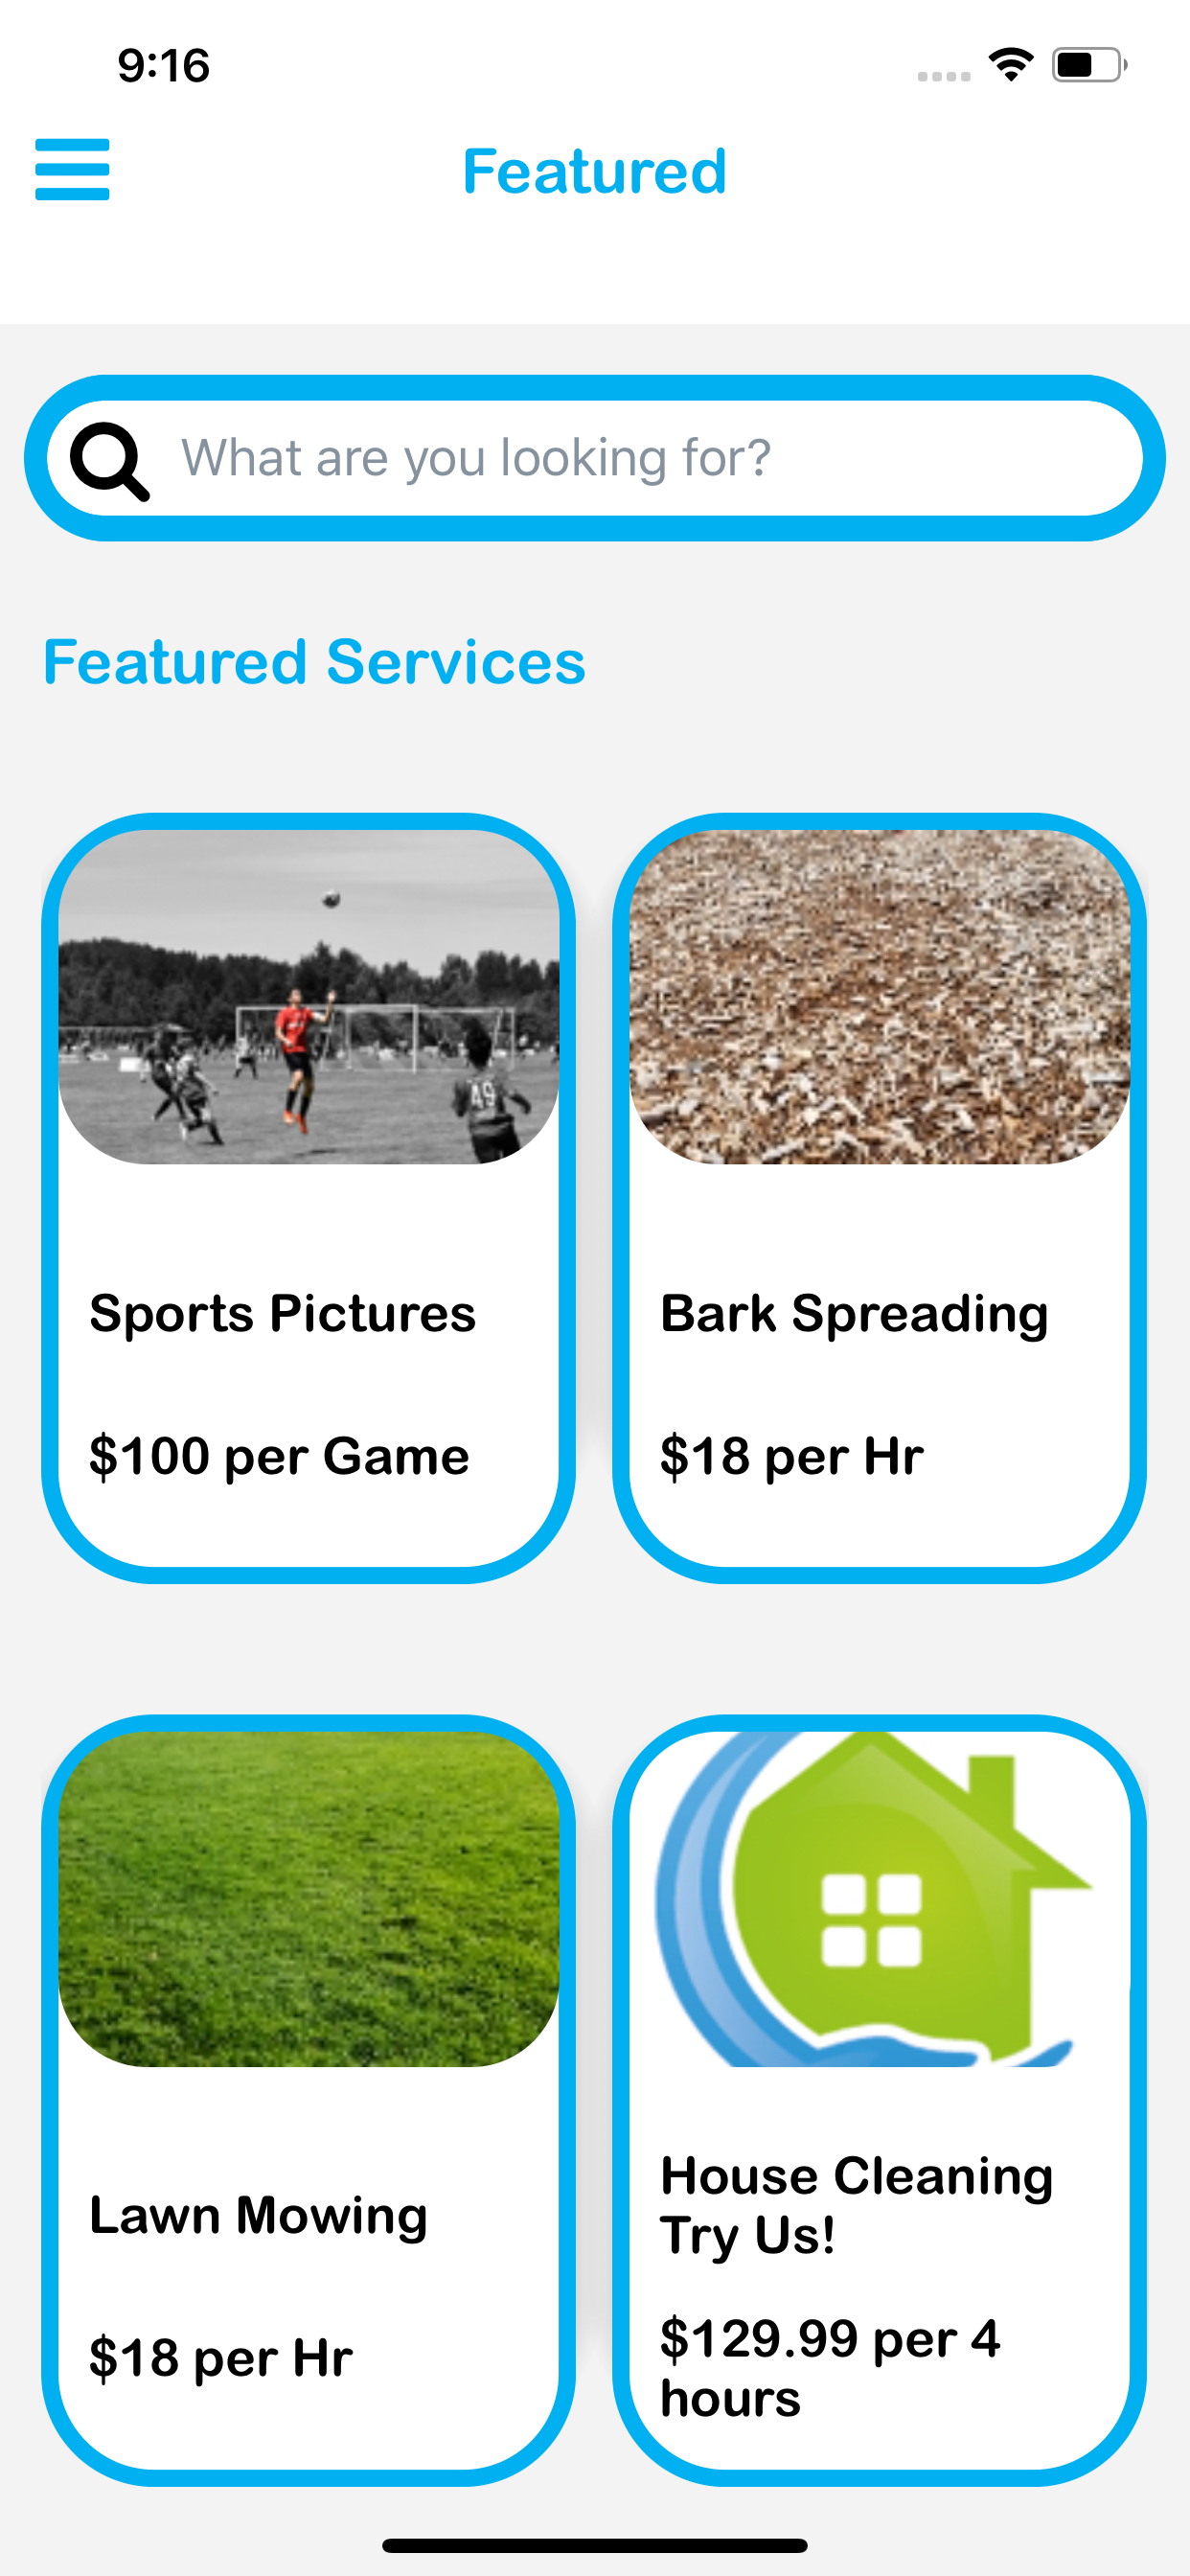 9:16
Featured
What are you looking for?
Featured Services
49
Sports Pictures
$100 per Game
Bark Spreading
$18 per Hr
Lawn Mowing
$18 per Hr
House Cleaning
Try Us!
$129.99 per 4
hours